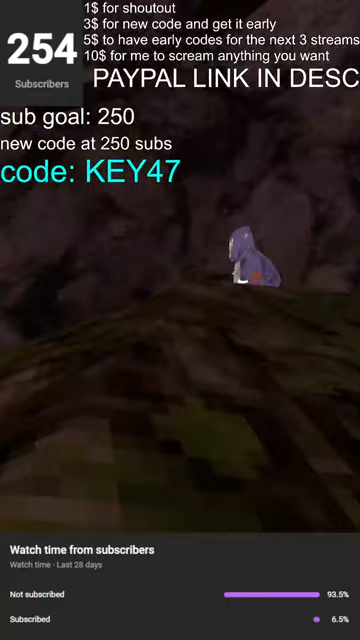 1$ for shoutout
3$ for new code and get it early
5$ to have early codes for the next 3 streams
10$ for me to scream anything you want
PAYPAL LINK IN DESC
254
Subscribers
sub goal: 250
new code at 250 subs
code: KEY47
Watch time from subscribers
Watch time · Last 28 days
Not subscribed 93.5%
Subscribed 6.5%